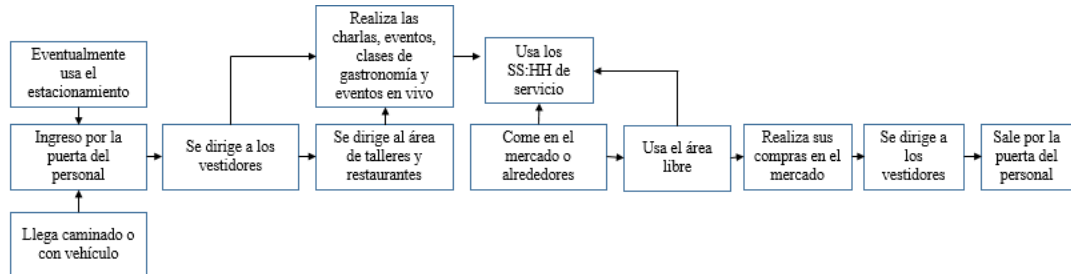 Eventualmente
usa el
estacionamiento
Ingreso por la
puerta del
personal
Llega caminado o
con vehículo
Se dirige a los
vestidores
Realiza las
charlas, eventos,
clases de
gastronomía y
eventos en vivo
Se dirige al área
de talleres y
restaurantes
Usa los
SS:HH de
servicio
Come en el
mercado o
alrededores
Usa el área
libre
Realiza sus
compras en el
mercado
Se dirige a
los
vestidores
Sale por la
puerta del
personal